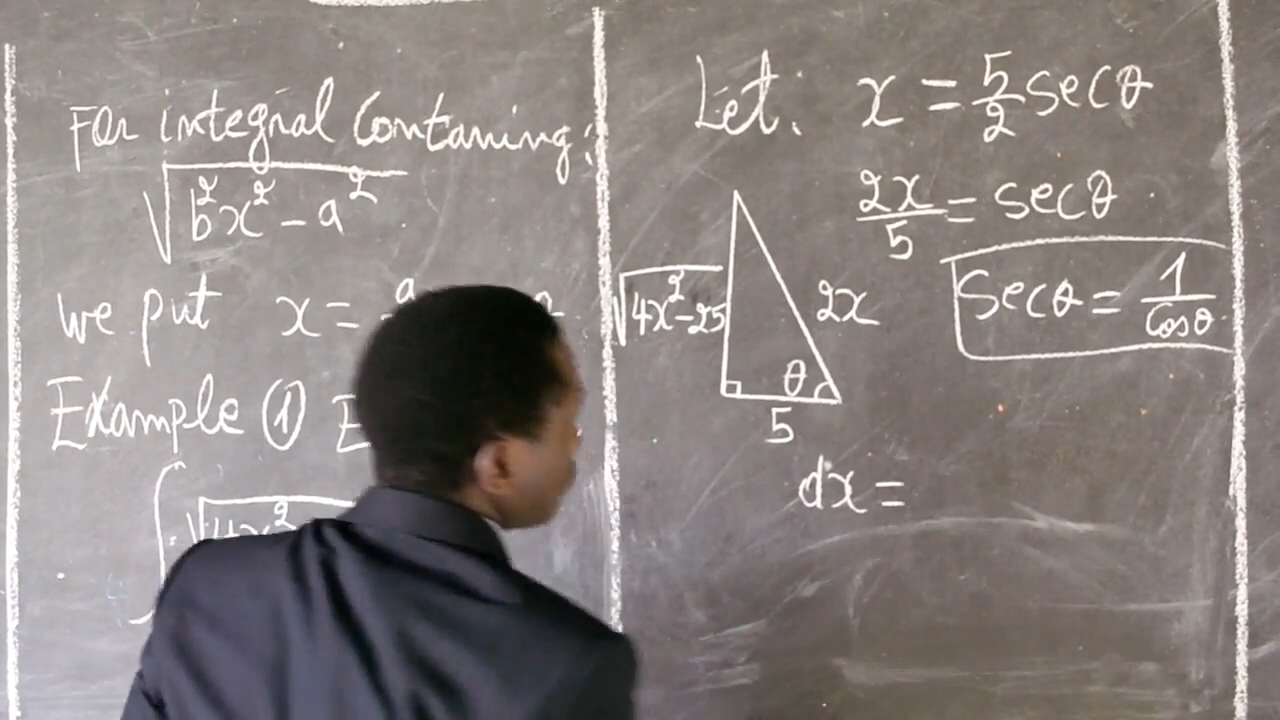 For integral Contaning:
√b²x² - a²
we put x =
Example ① E
∫ √4x²
Let: x = 5/2 secθ
2x/5 = secθ
√4x²-25
2x
Secθ = 1/Cosθ
θ
5
dx =